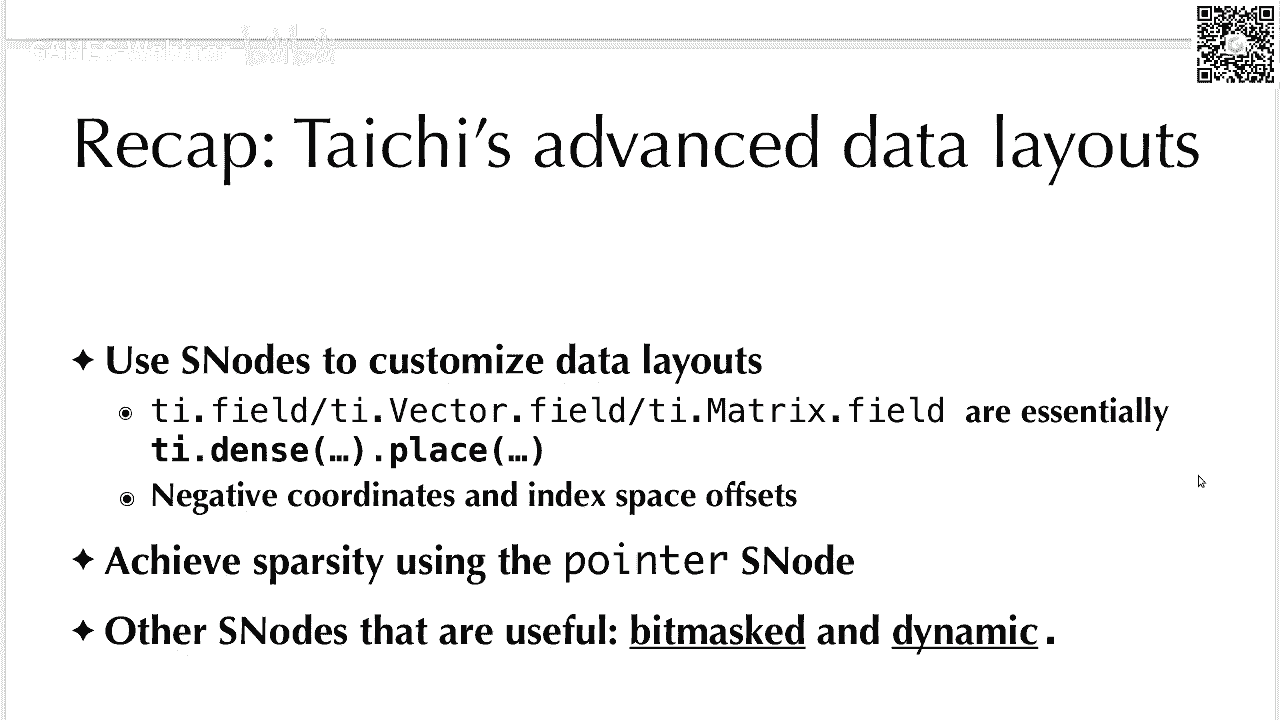 Recap: Taichi’s advanced data layouts
✦ Use SNodes to customize data layouts
◉ ti.field/ti.Vector.field/ti.Matrix.field are essentially
ti.dense(…).place(…)
◉ Negative coordinates and index space offsets
✦ Achieve sparsity using the pointer SNode
✦ Other SNodes that are useful: bitmasked and dynamic.